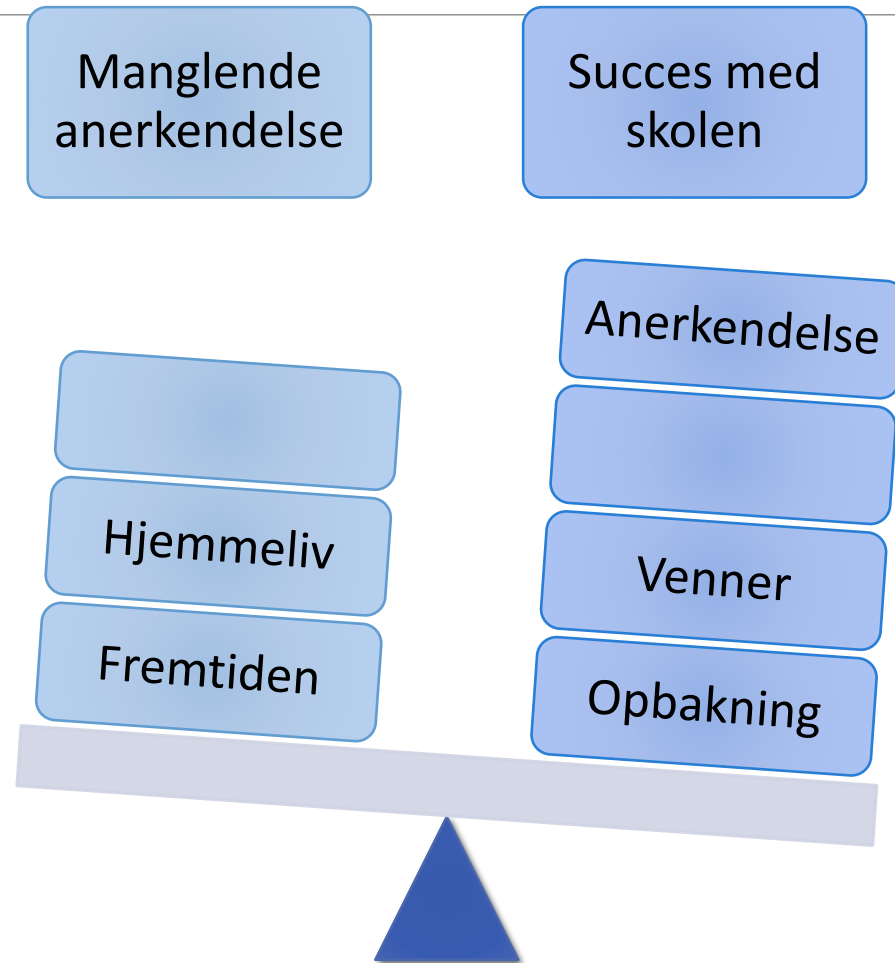 Manglende
anerkendelse
Succes med
skolen
Anerkendelse
Hjemmeliv
Venner
Fremtiden
Opbakning